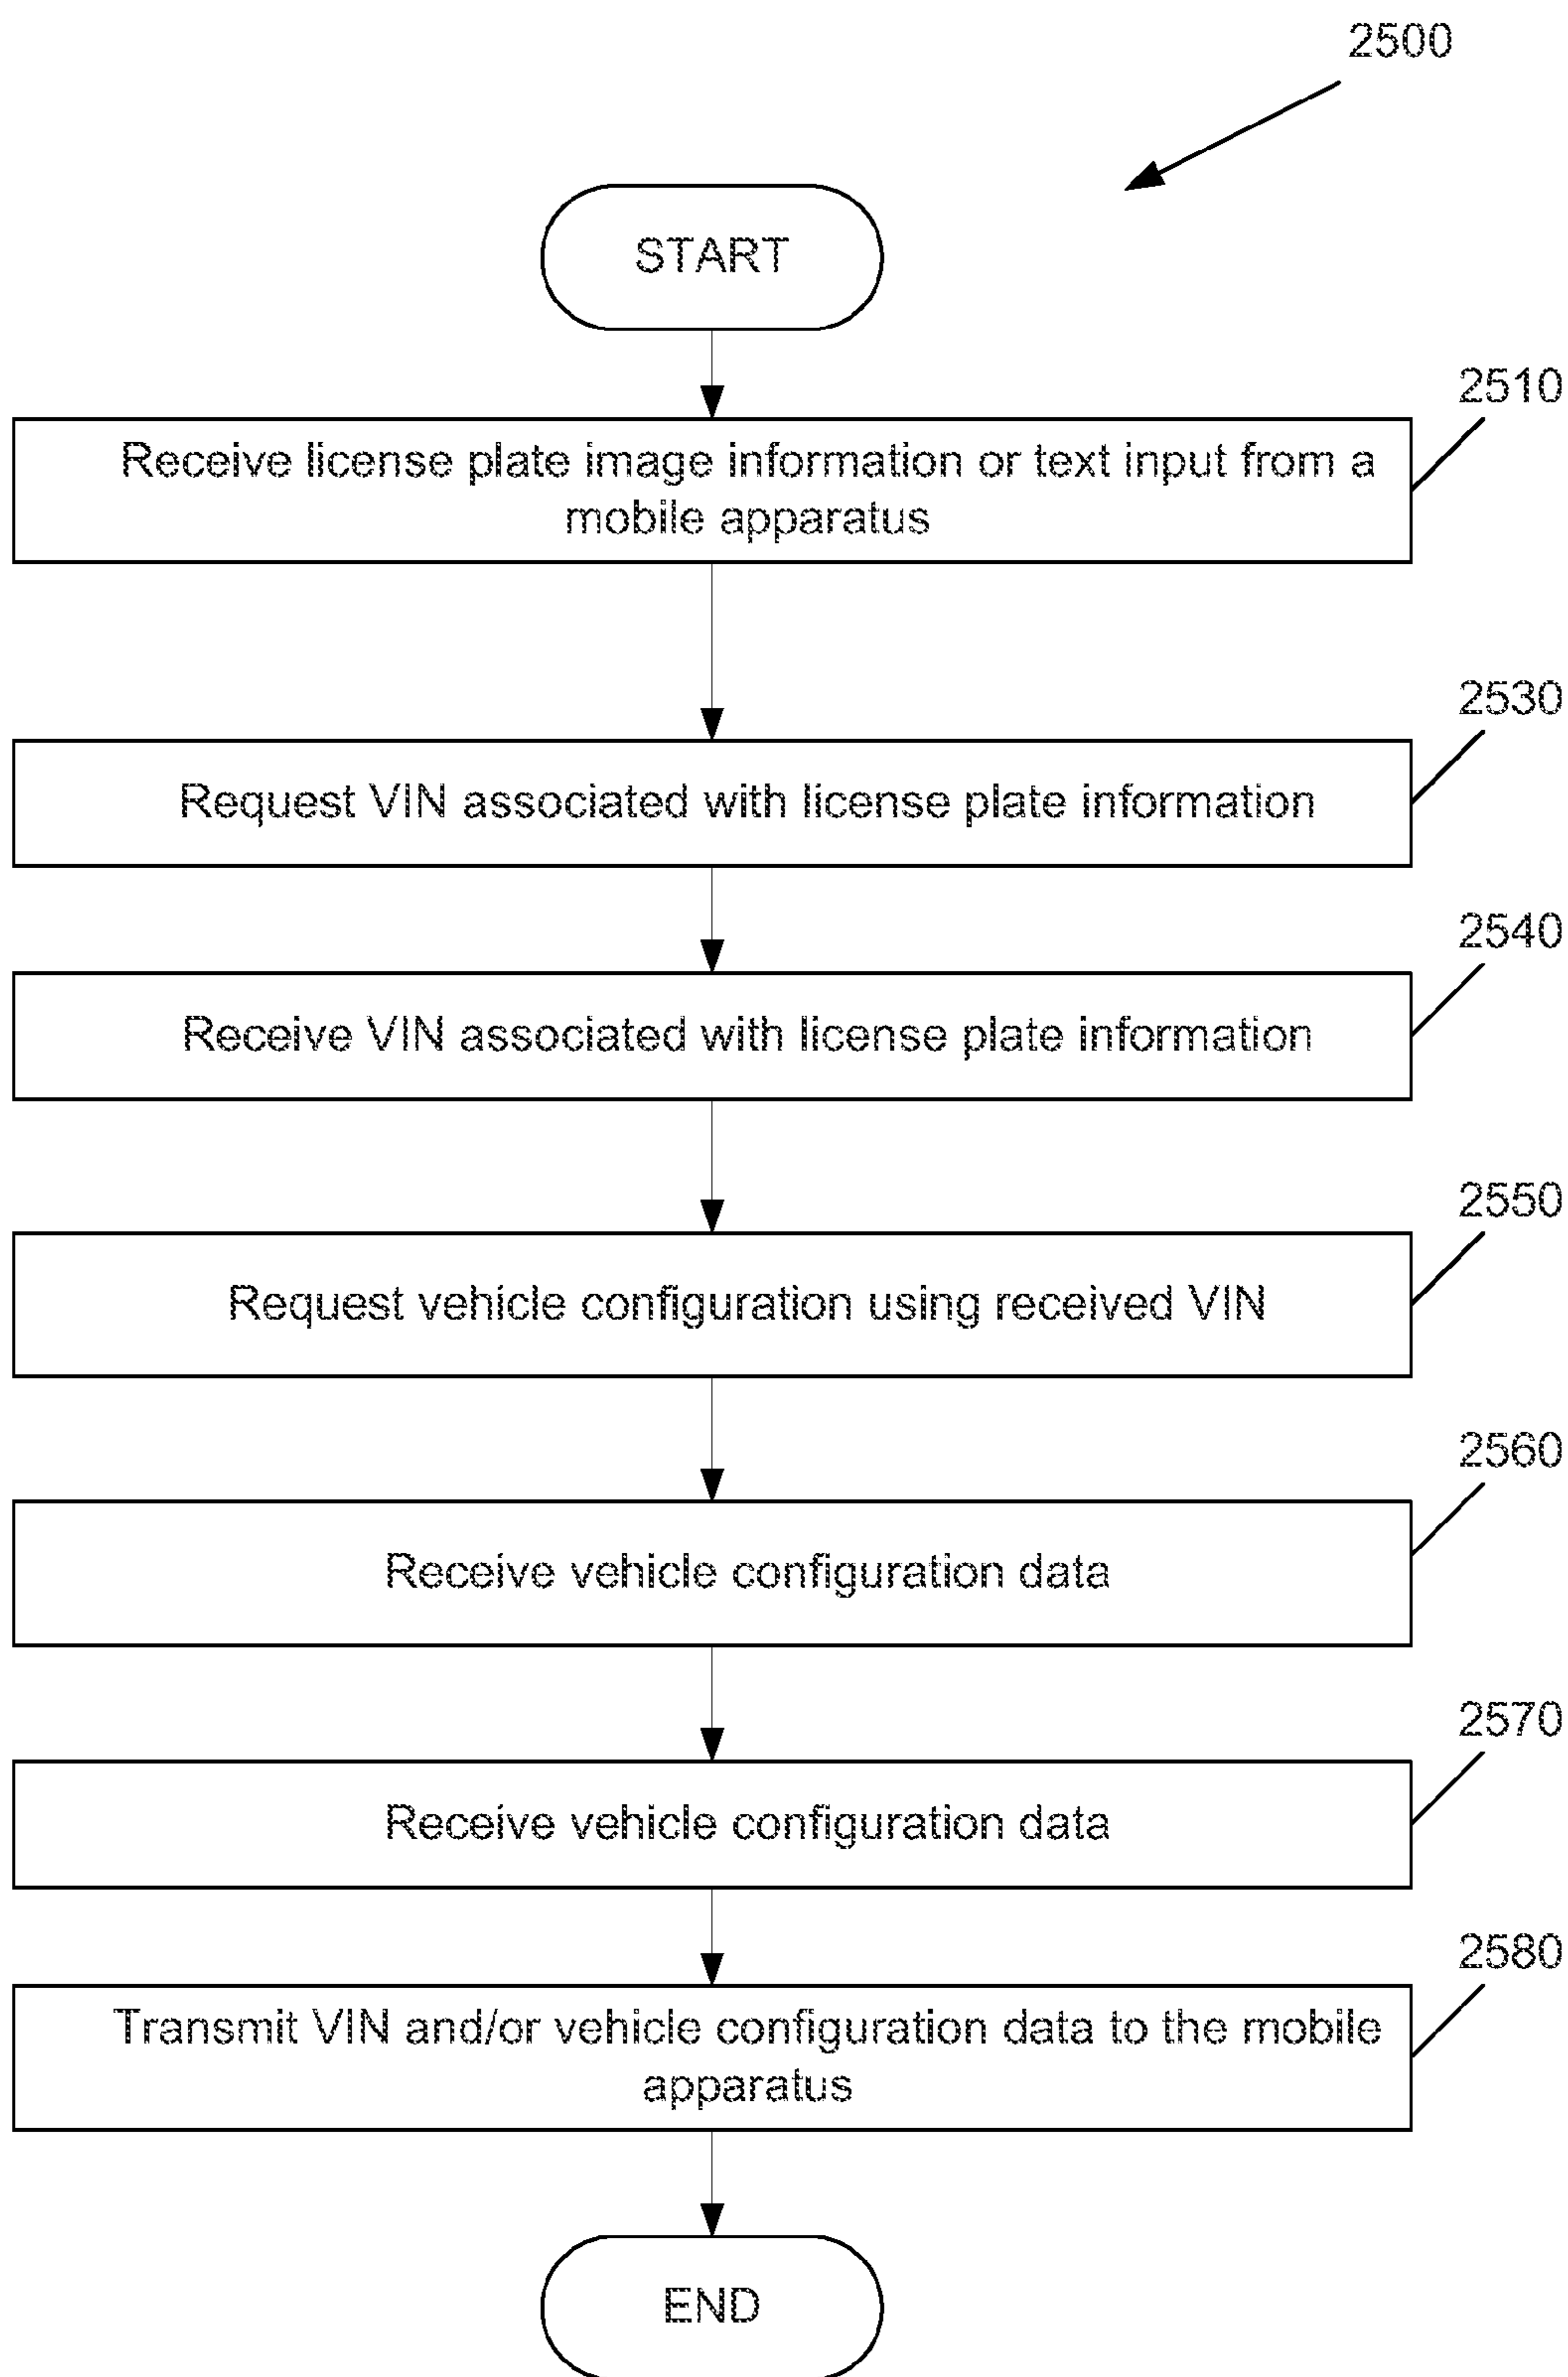 2500
START
2510
Receive license plate image information or text input from a
mobile apparatus
2530
Request VIN associated with license plate information
2540
Receive VIN associated with license plate information
2550
Request vehicle configuration using received VIN
2560
Receive vehicle configuration data
2570
Receive vehicle configuration data
2580
Transmit VIN and/or vehicle configuration data to the mobile
apparatus
END